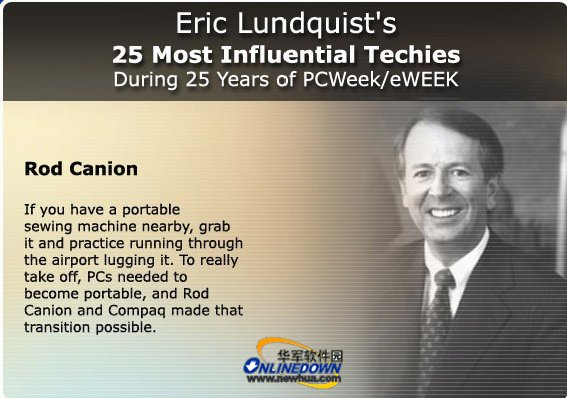 Eric Lundquist's
25 Most Influential Techies
During 25 Years of PCWeek/eWEEK
Rod Canion
If you have a portable
sewing machine nearby, grab
it and practice running through
the airport lugging it. To really
take off, PCs needed to
become portable, and Rod
Canion and Compaq made that
transition possible.
华军软件园
ONLINEDOWN
www.newhua.com